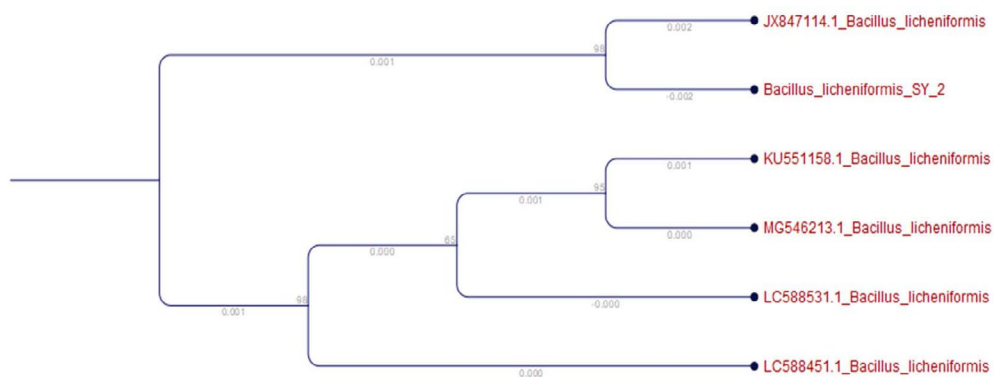 JX847114.1_Bacillus_licheniformis
0.002
98
0.001
Bacillus_licheniformis_SY_2
-0.002
KU551158.1_Bacillus_licheniformis
0.001
95
0.001
MG546213.1_Bacillus_licheniformis
0.000
65
0.000
LC588531.1_Bacillus_licheniformis
-0.000
98
0.001
LC588451.1_Bacillus_licheniformis
0.000